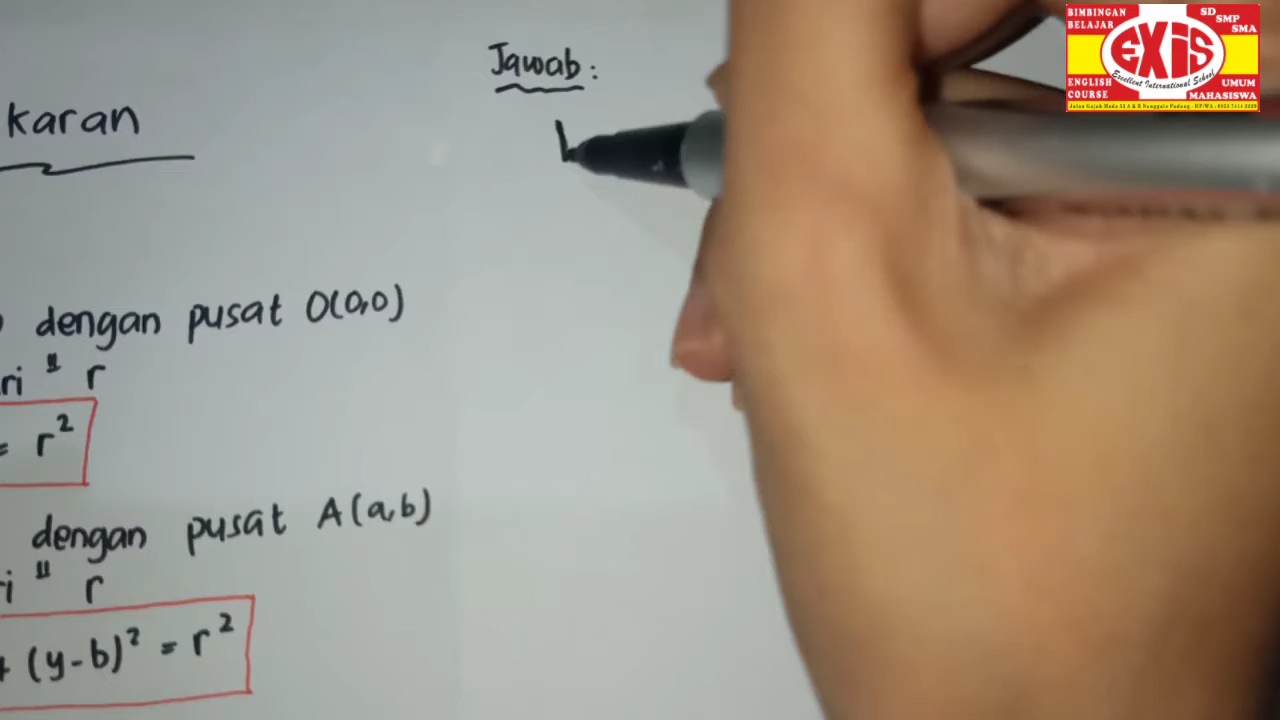 karan
dengan pusat O(0,0)
ri " r
= r²
dengan pusat A(a,b)
ri " r
+ (y-b)² = r²
Jawab :
BIMBINGAN BELAJAR
SD SMP SMA
EXIS
Excellent International School
ENGLISH COURSE
UMUM MAHASISWA